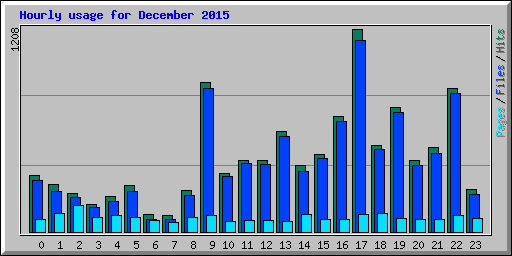 Hourly usage for December 2015
1208
Pages / Files / Hits
0 1 2 3 4 5 6 7 8 9 10 11 12 13 14 15 16 17 18 19 20 21 22 23